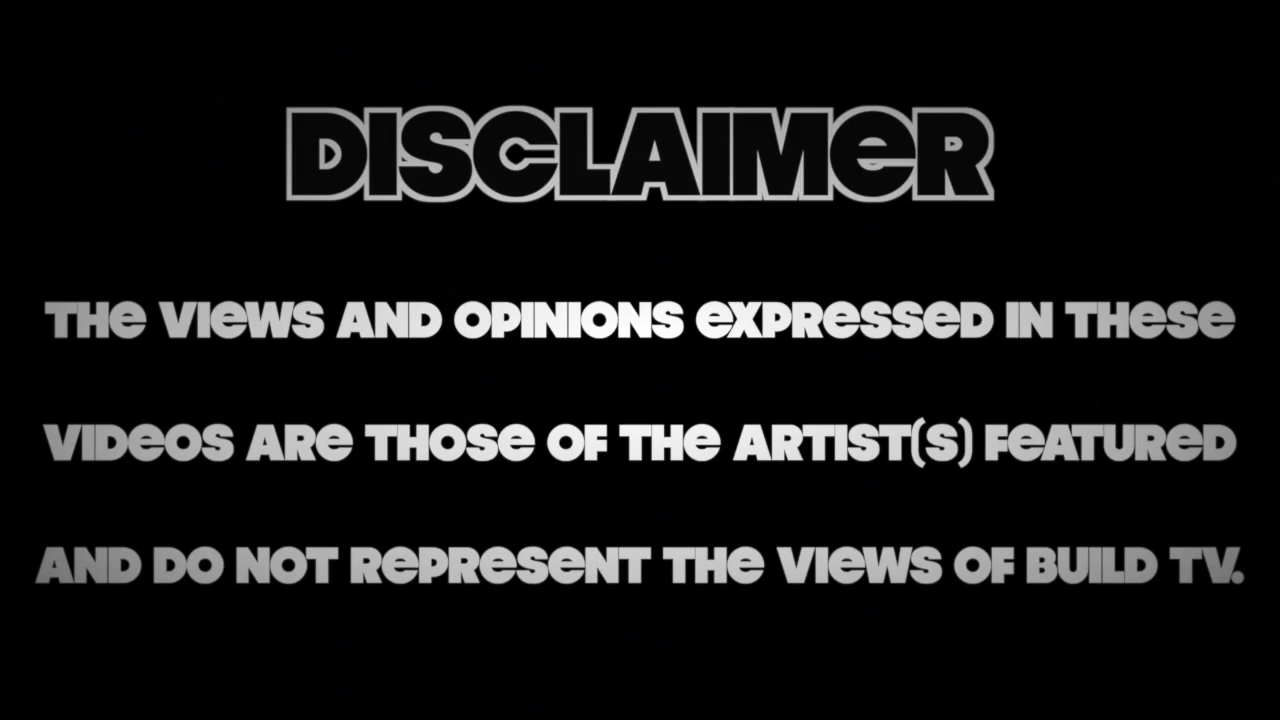 DISCLAIMER
THE VIEWS AND OPINIONS EXPRESSED IN THESE
VIDEOS ARE THOSE OF THE ARTIST(S) FEATURED
AND DO NOT REPRESENT THE VIEWS OF BUILD TV.